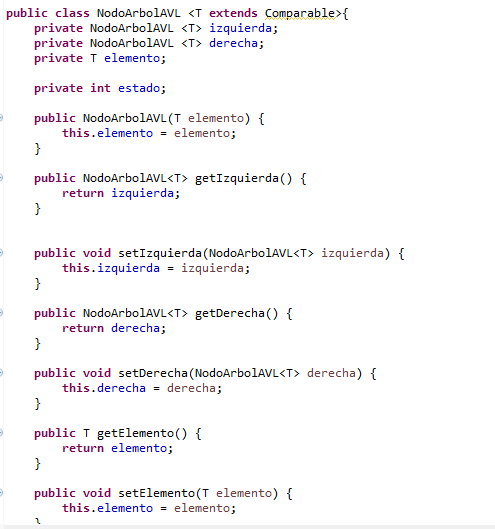 public class NodoArbolAVL <T extends Comparable>{
    private NodoArbolAVL <T> izquierda;
    private NodoArbolAVL <T> derecha;
    private T elemento;

    private int estado;

    public NodoArbolAVL(T elemento) {
        this.elemento = elemento;
    }

    public NodoArbolAVL<T> getIzquierda() {
        return izquierda;
    }


    public void setIzquierda(NodoArbolAVL<T> izquierda) {
        this.izquierda = izquierda;
    }

    public NodoArbolAVL<T> getDerecha() {
        return derecha;
    }

    public void setDerecha(NodoArbolAVL<T> derecha) {
        this.derecha = derecha;
    }

    public T getElemento() {
        return elemento;
    }

    public void setElemento(T elemento) {
        this.elemento = elemento;
    }